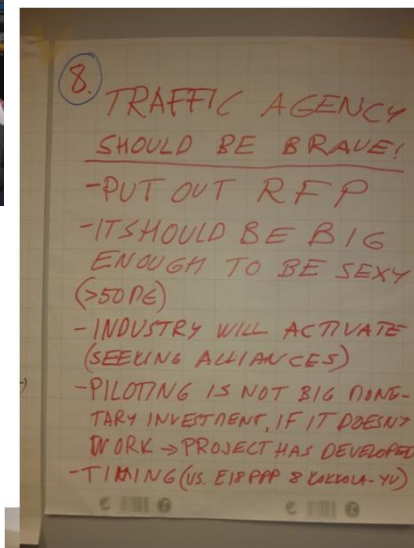 8.
TRAFFIC AGENCY
SHOULD BE BRAVE!
-PUT OUT RFP
-IT SHOULD BE BIG
ENOUGH TO BE SEXY
(>50M€)
- INDUSTRY WILL ACTIVATE
(SEEKING ALLIANCES)
-PILOTING IS NOT BIG MONE-
TARY INVESTMENT, IF IT DOESN'T
WORK → PROJECT HAS DEVELOPED
-TIMING (VS. E18 PPP & KOKKOLA-YV)